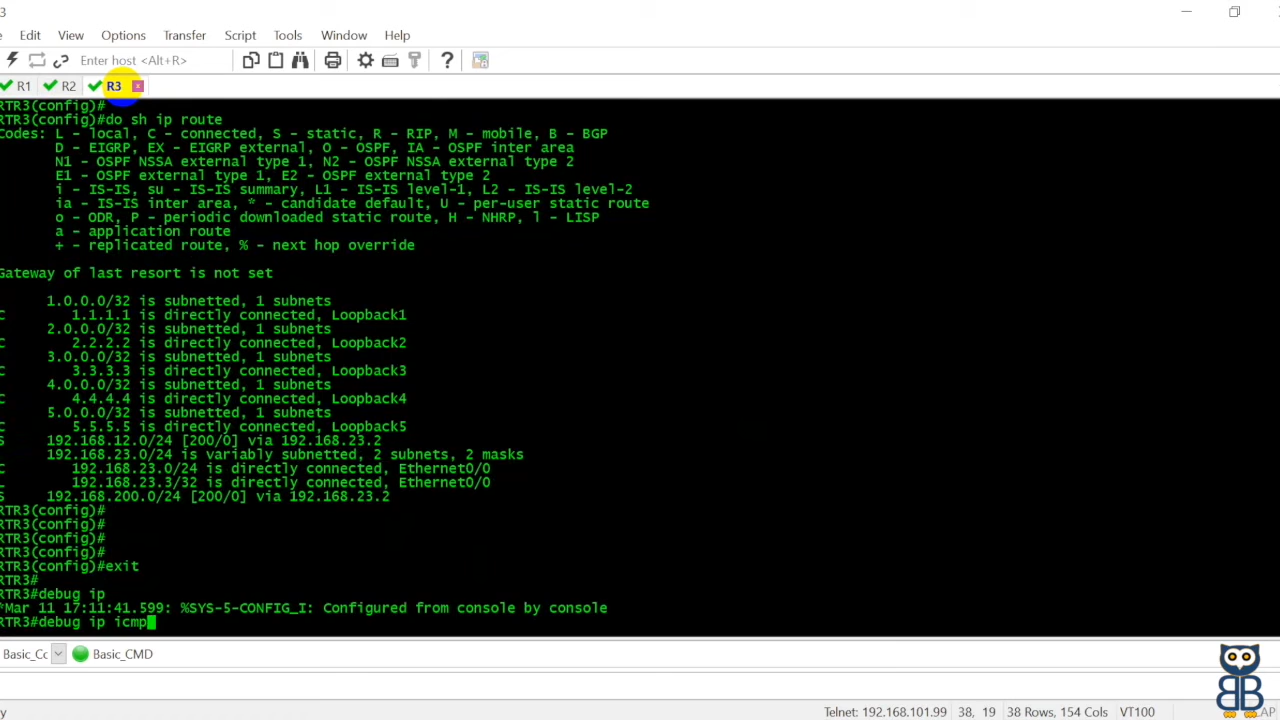 3
Edit View Options Transfer Script Tools Window Help
Enter host <Alt+R>
R1 R2 R3
RTR3(config)#
RTR3(config)#do sh ip route
Codes: L - local, C - connected, S - static, R - RIP, M - mobile, B - BGP
D - EIGRP, EX - EIGRP external, O - OSPF, IA - OSPF inter area
N1 - OSPF NSSA external type 1, N2 - OSPF NSSA external type 2
E1 - OSPF external type 1, E2 - OSPF external type 2
i - IS-IS, su - IS-IS summary, L1 - IS-IS level-1, L2 - IS-IS level-2
ia - IS-IS inter area, * - candidate default, U - per-user static route
o - ODR, P - periodic downloaded static route, H - NHRP, l - LISP
a - application route
+ - replicated route, % - next hop override
Gateway of last resort is not set
1.0.0.0/32 is subnetted, 1 subnets
C 1.1.1.1 is directly connected, Loopback1
2.0.0.0/32 is subnetted, 1 subnets
C 2.2.2.2 is directly connected, Loopback2
3.0.0.0/32 is subnetted, 1 subnets
C 3.3.3.3 is directly connected, Loopback3
4.0.0.0/32 is subnetted, 1 subnets
C 4.4.4.4 is directly connected, Loopback4
5.0.0.0/32 is subnetted, 1 subnets
C 5.5.5.5 is directly connected, Loopback5
S 192.168.12.0/24 [200/0] via 192.168.23.2
192.168.23.0/24 is variably subnetted, 2 subnets, 2 masks
C 192.168.23.0/24 is directly connected, Ethernet0/0
L 192.168.23.3/32 is directly connected, Ethernet0/0
S 192.168.200.0/24 [200/0] via 192.168.23.2
RTR3(config)#
RTR3(config)#
RTR3(config)#
RTR3(config)#
RTR3(config)#exit
RTR3#
RTR3#debug ip
*Mar 11 17:11:41.599: %SYS-5-CONFIG_I: Configured from console by console
RTR3#debug ip icmp
Basic_Cc Basic_CMD
y Telnet: 192.168.101.99 38, 19 38 Rows, 154 Cols VT100